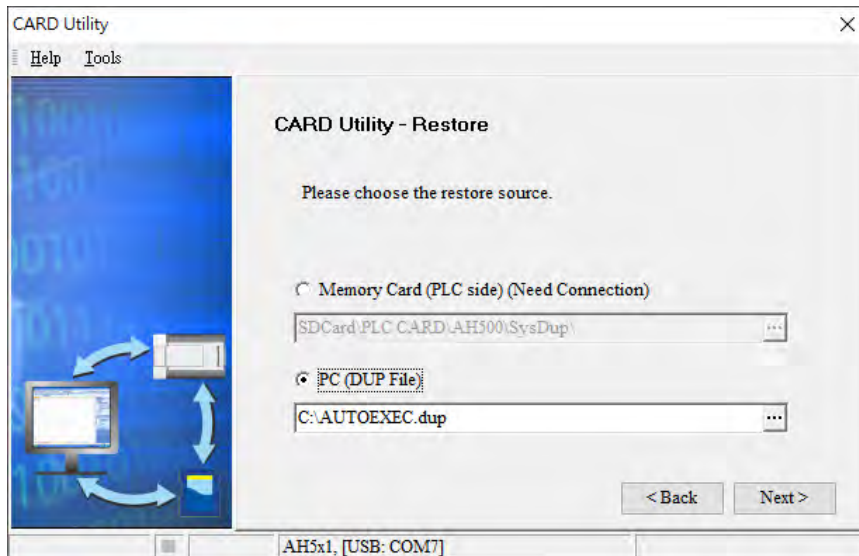 CARD Utility
Help Tools
CARD Utility - Restore
Please choose the restore source.
Memory Card (PLC side) (Need Connection)
SDCard\PLC CARD\AH500\SysDup\
...
PC (DUP File)
C:\AUTOEXEC.dup
...
< Back Next >
AH5x1, [USB: COM7]